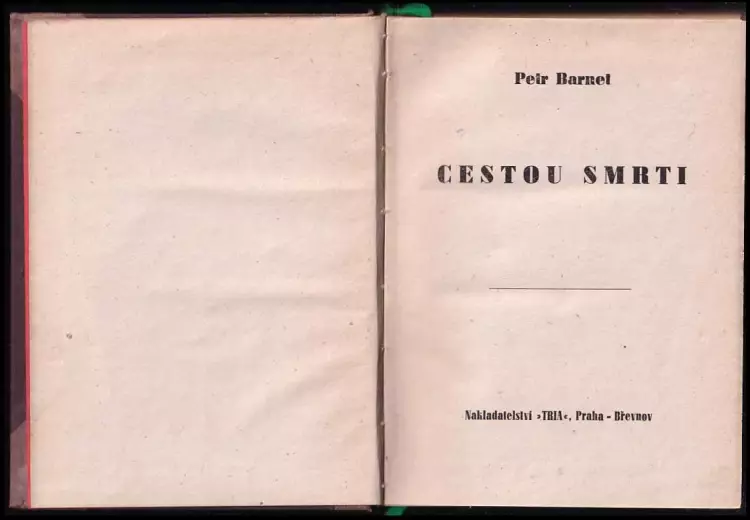 Petr Barnet
CESTOU SMRTI
Nakladatelství »TRIA«, Praha - Břevnov